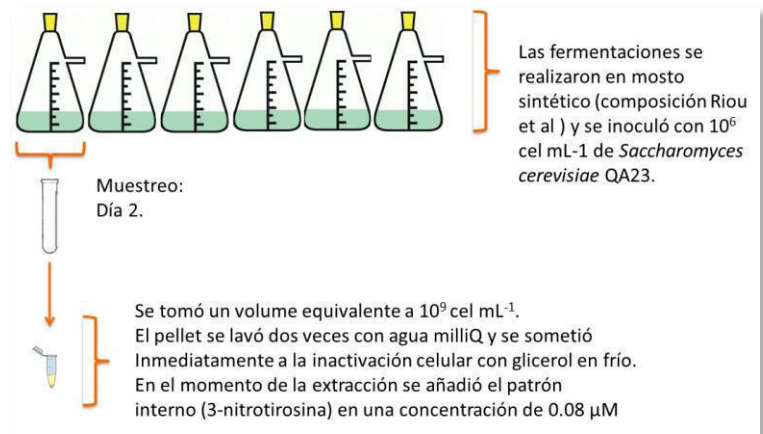 Las fermentaciones se
realizaron en mosto
sintético (composición Riou
et al ) y se inoculó con 10⁶
cel mL-1 de Saccharomyces
cerevisiae QA23.
Muestreo:
Día 2.
Se tomó un volume equivalente a 10⁹ cel mL⁻¹.
El pellet se lavó dos veces con agua milliQ y se sometió
Inmediatamente a la inactivación celular con glicerol en frío.
En el momento de la extracción se añadió el patrón
interno (3-nitrotirosina) en una concentración de 0.08 µM